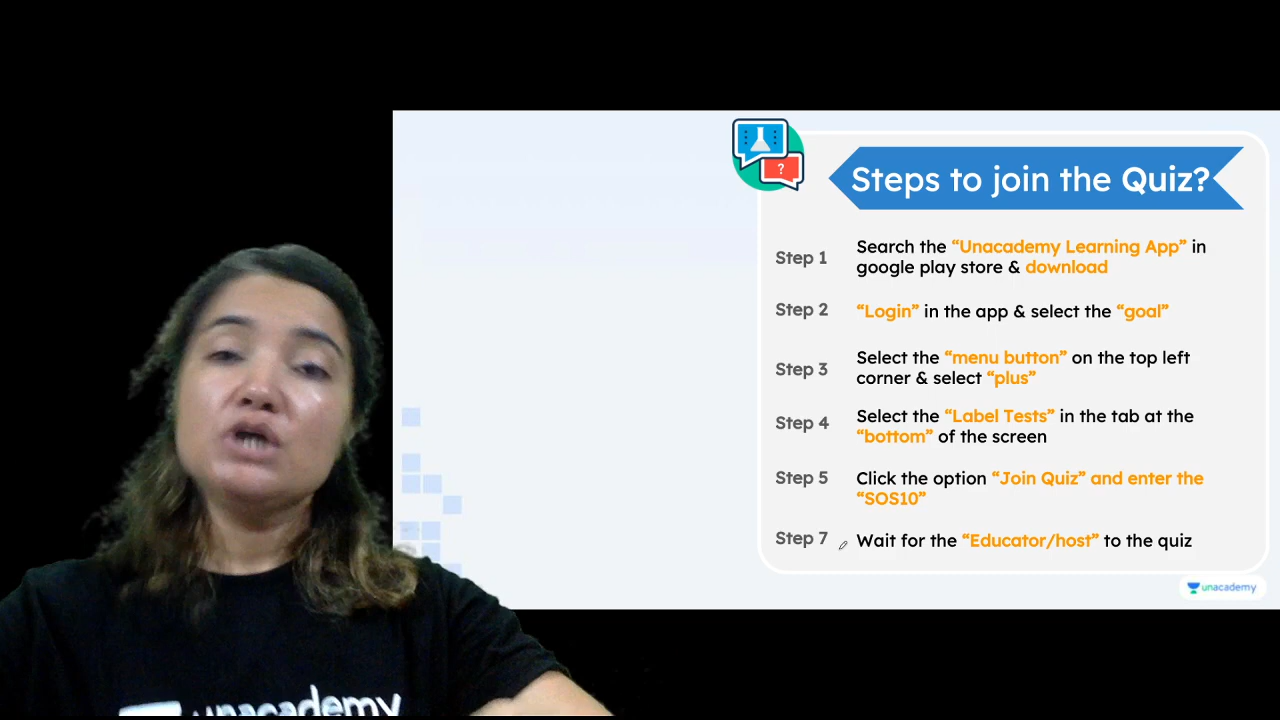 Steps to join the Quiz?
Step 1
Search the “Unacademy Learning App” in
google play store & download
Step 2
“Login” in the app & select the “goal”
Step 3
Select the “menu button” on the top left
corner & select “plus”
Step 4
Select the “Label Tests” in the tab at the
“bottom” of the screen
Step 5
Click the option “Join Quiz” and enter the
“SOS10”
Step 7
Wait for the “Educator/host” to the quiz
unacademy
unacademy
?